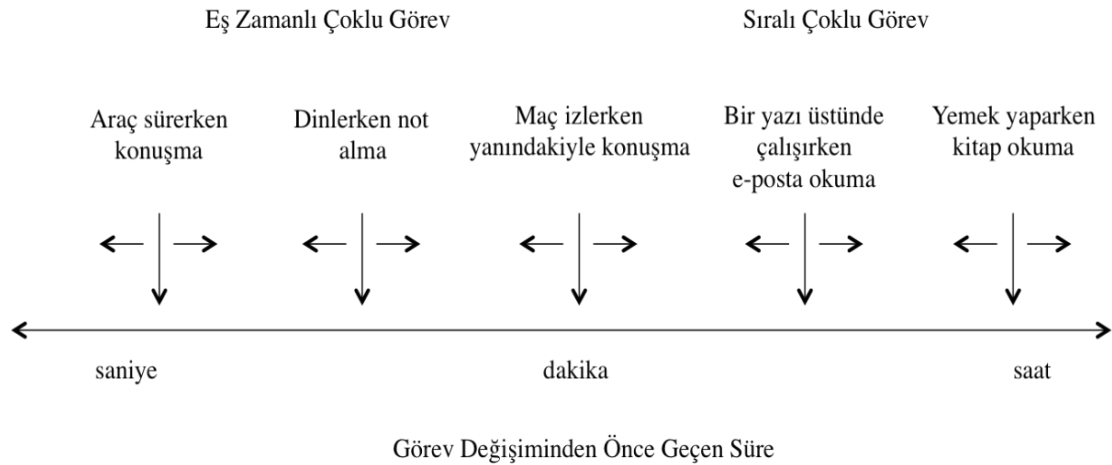 Eş Zamanlı Çoklu Görev
Sıralı Çoklu Görev
Araç sürerken
konuşma
Dinlerken not
alma
Maç izlerken
yanındakiyle konuşma
Bir yazı üstünde
çalışırken
e-posta okuma
Yemek yaparken
kitap okuma
saniye
dakika
saat
Görev Değişiminden Önce Geçen Süre